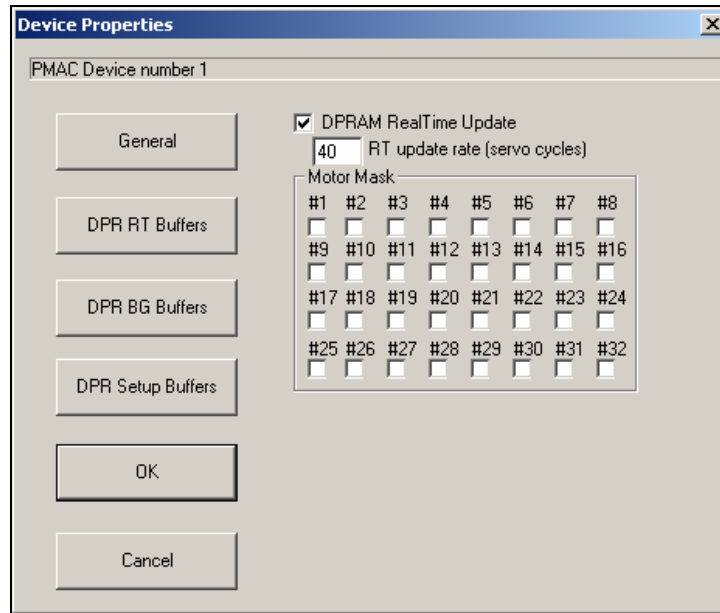 Device Properties
PMAC Device number 1
General
DPR RT Buffers
DPR BG Buffers
DPR Setup Buffers
OK
Cancel
DPRAM RealTime Update
40 RT update rate (servo cycles)
Motor Mask
#1 #2 #3 #4 #5 #6 #7 #8
#9 #10 #11 #12 #13 #14 #15 #16
#17 #18 #19 #20 #21 #22 #23 #24
#25 #26 #27 #28 #29 #30 #31 #32